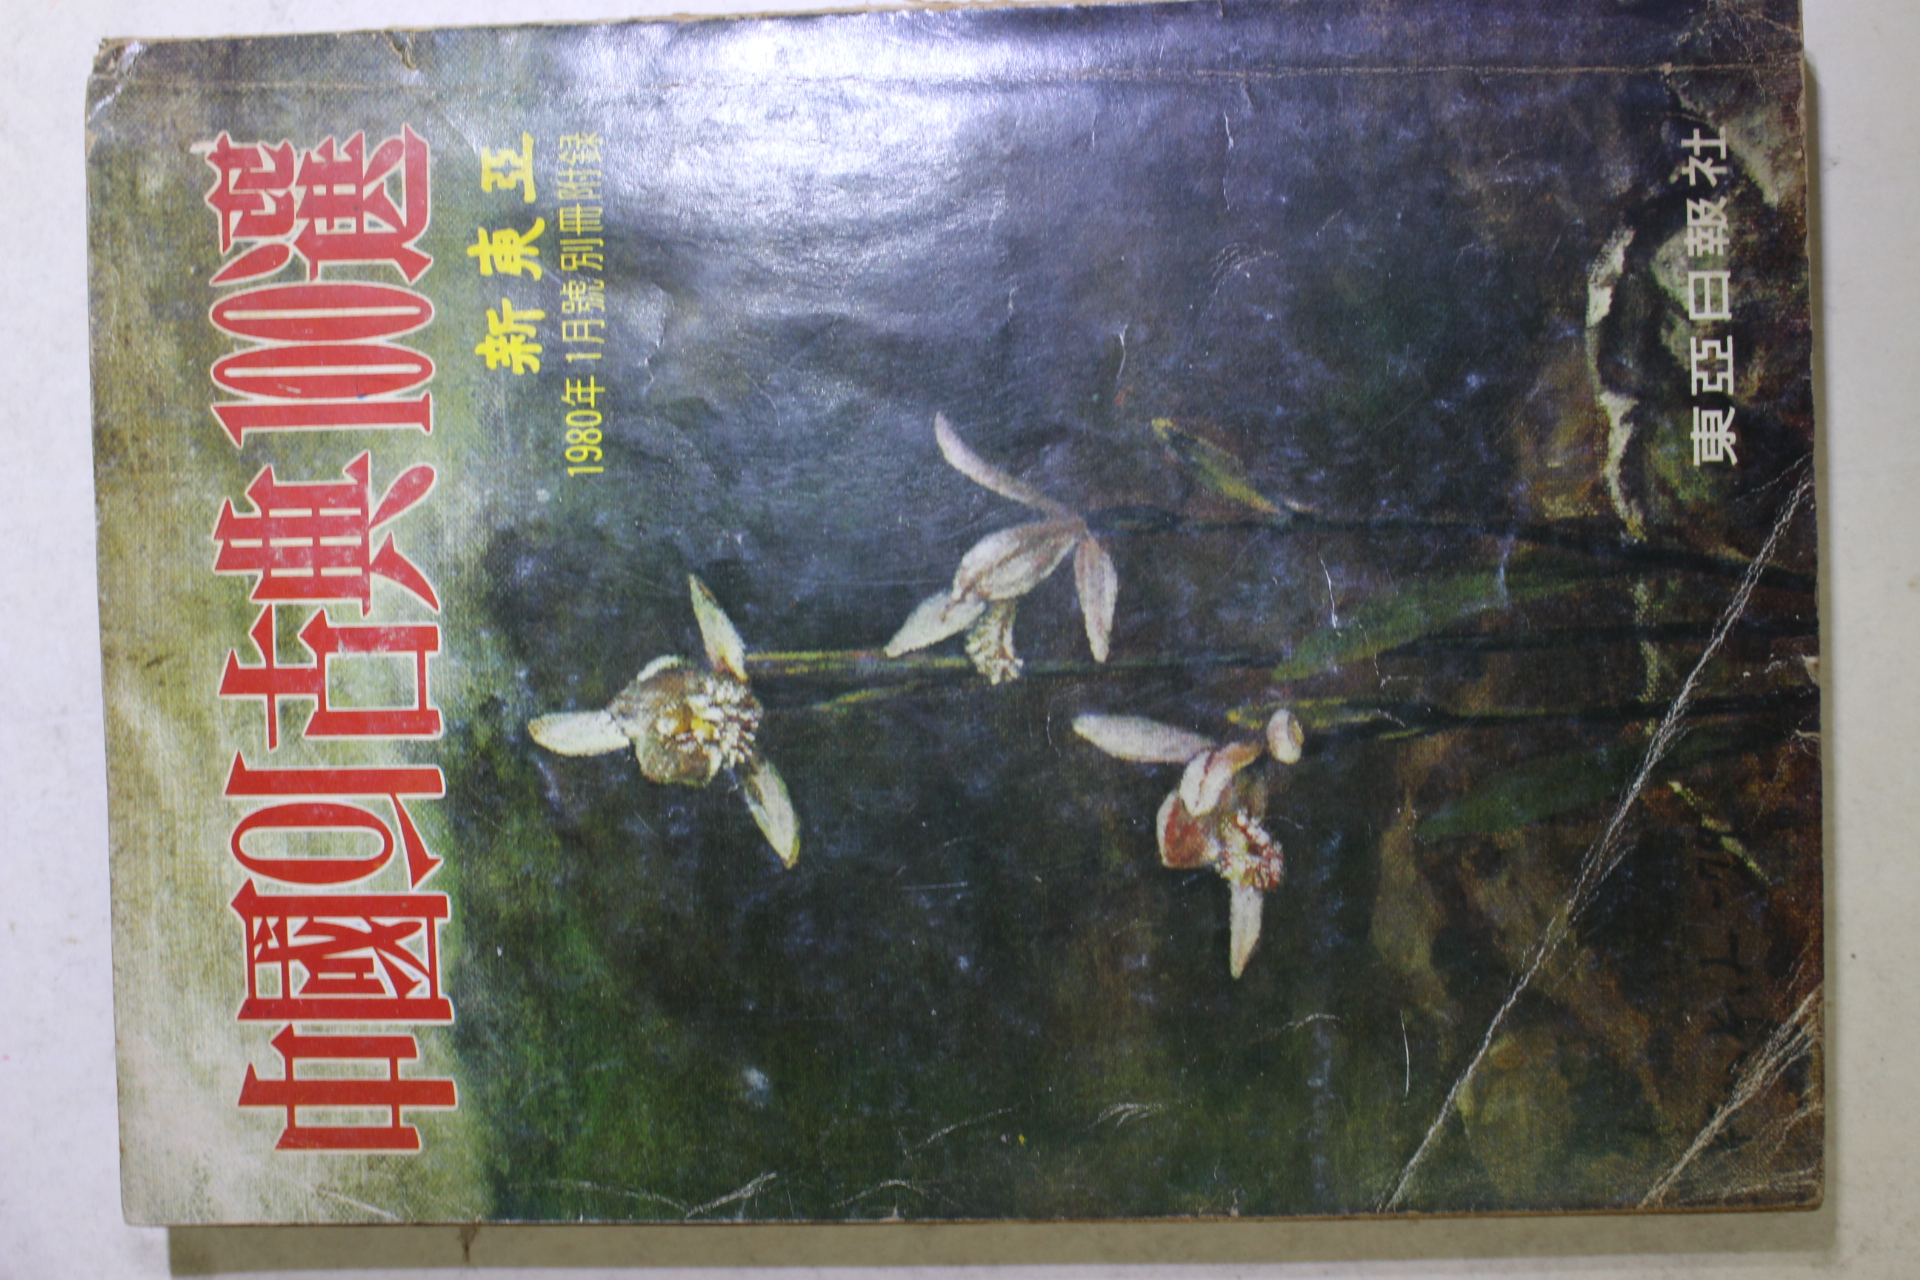 中國의古典100選
新東亞
1980年1月號別冊附錄
東亞日報社